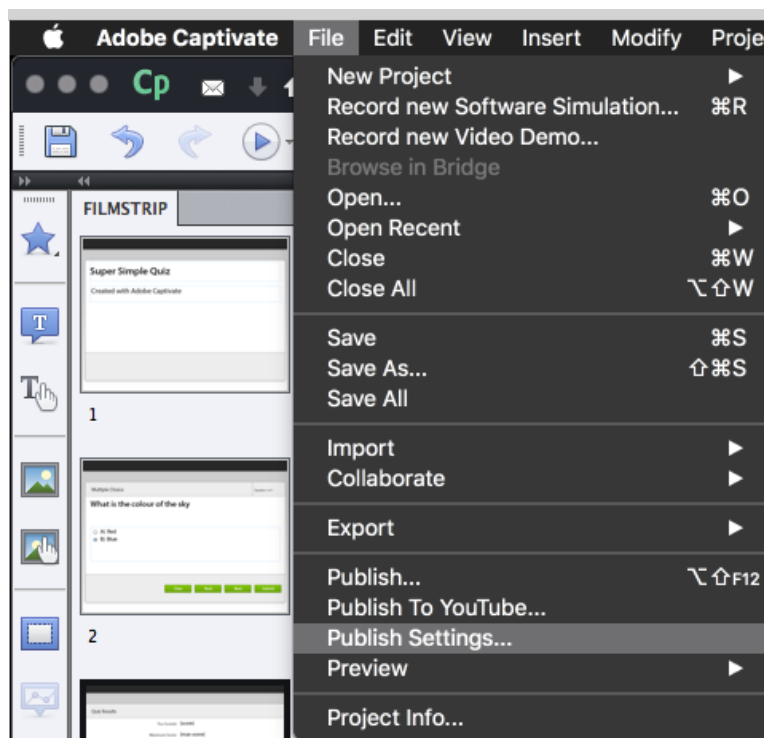 Adobe Captivate File Edit View Insert Modify Proje
Cp
New Project
Record new Software Simulation... ⌘R
Record new Video Demo...
Browse in Bridge
Open... ⌘O
Open Recent
Close ⌘W
Close All ⌥⇧W
Save ⌘S
Save As... ⇧⌘S
Save All
Import
Collaborate
Export
Publish... ⌥⇧F12
Publish To YouTube...
Publish Settings...
Preview
Project Info...
FILMSTRIP
Super Simple Quiz
Created with Adobe Captivate
1
Multiple Choice
What is the colour of the sky
A) Red
B) Blue
2
Quiz Results
T
T